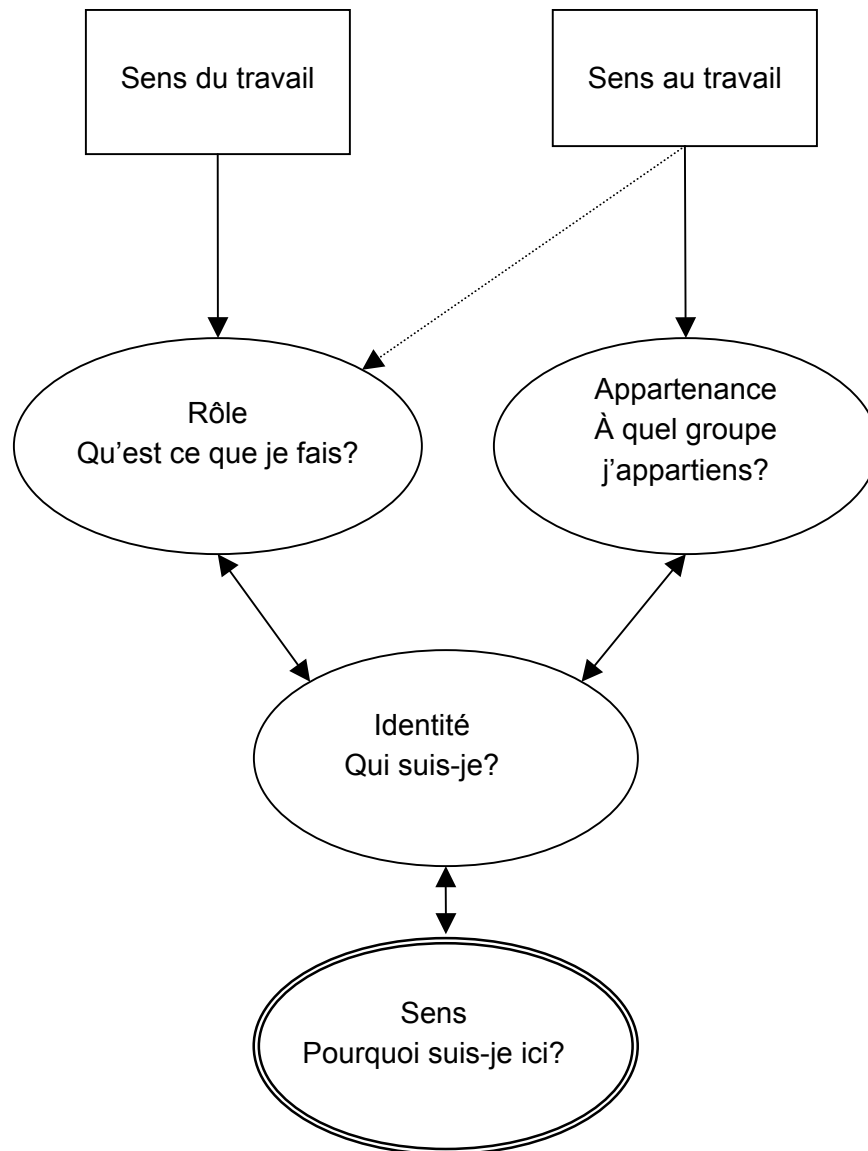 Sens du travail
Sens au travail
Rôle
Qu’est ce que je fais?
Appartenance
À quel groupe
j’appartiens?
Identité
Qui suis-je?
Sens
Pourquoi suis-je ici?